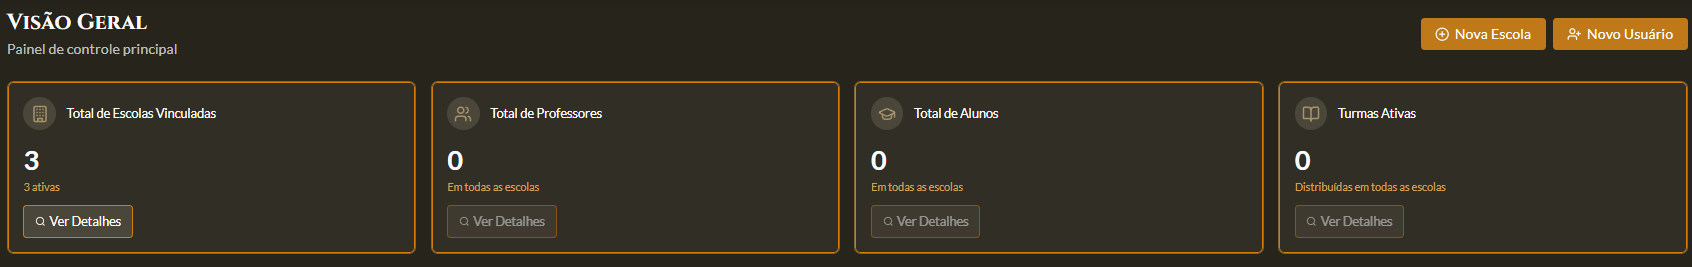 Visão Geral
Painel de controle principal
Nova Escola
Novo Usuário
Total de Escolas Vinculadas
3
3 ativas
Ver Detalhes
Total de Professores
0
Em todas as escolas
Ver Detalhes
Total de Alunos
0
Em todas as escolas
Ver Detalhes
Turmas Ativas
0
Distribuídas em todas as escolas
Ver Detalhes